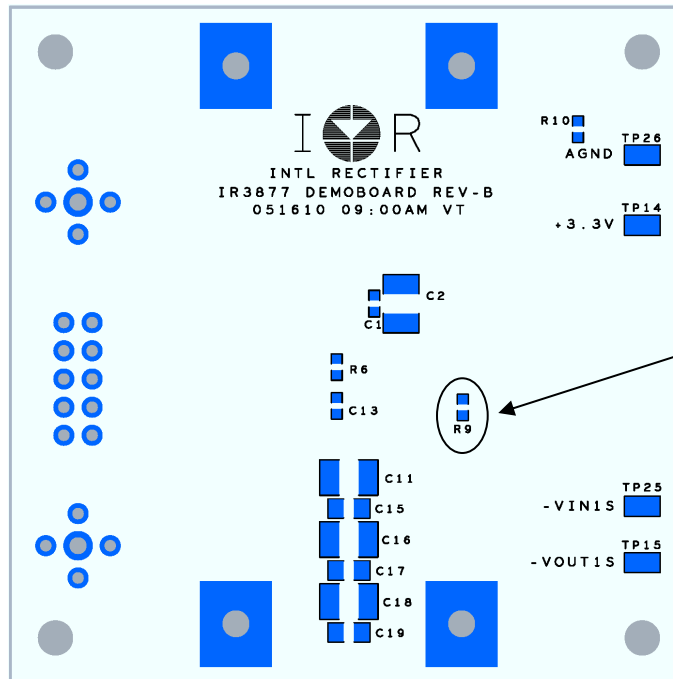 I R
INTL RECTIFIER
IR3877 DEMOBOARD REV-B
051610 09:00AM VT
R10
TP26
AGND
TP14
+3.3V
C2
C1
R6
C13
R9
C11
TP25
-VIN1S
C15
C16
TP15
-VOUT1S
C17
C18
C19